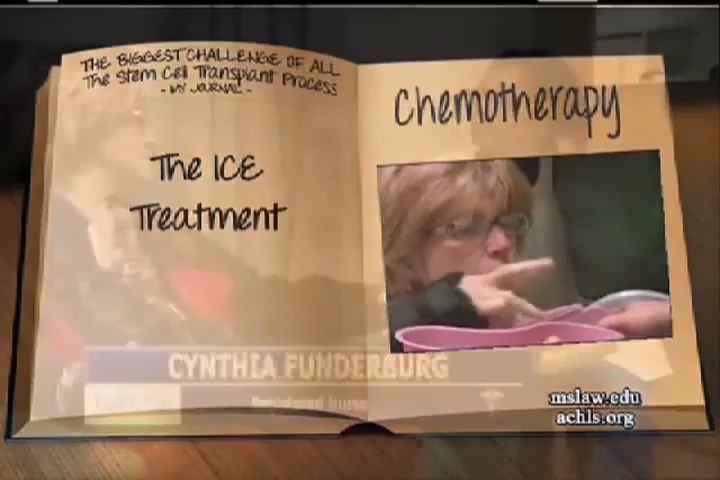 THE BIGGEST CHALLENGE OF ALL
The Stem Cell Transplant Process
- MY JOURNAL -
The ICE
Treatment
Chemotherapy
CYNTHIA FUNDERBURG
Registered Nurse
mslaw.edu
achls.org